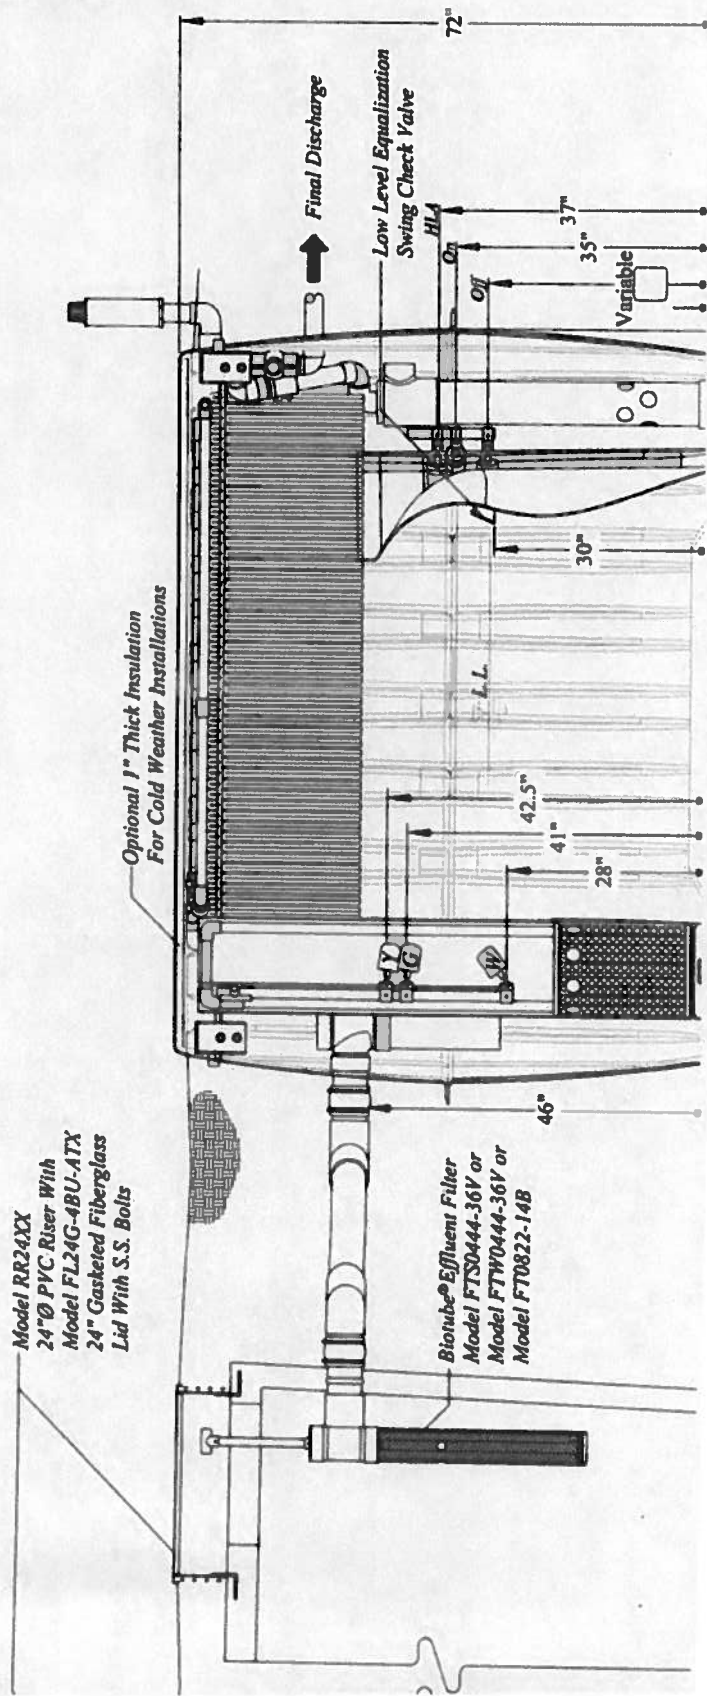 Model RR24XX
24"Ø PVC Riser With
Model FL24G-4BU-ATX
24" Gasketed Fiberglass
Lid With S.S. Bolts
Optional 1" Thick Insulation
For Cold Weather Installations
Final Discharge
72"
Low Level Equalization
Swing Check Valve
HLA
On
Off
37"
35"
Variable
30"
L.L.
42.5"
41"
28"
Y
G
W
46"
Biotube® Effluent Filter
Model FTS0444-36V or
Model FTW0444-36V or
Model FT0822-14B